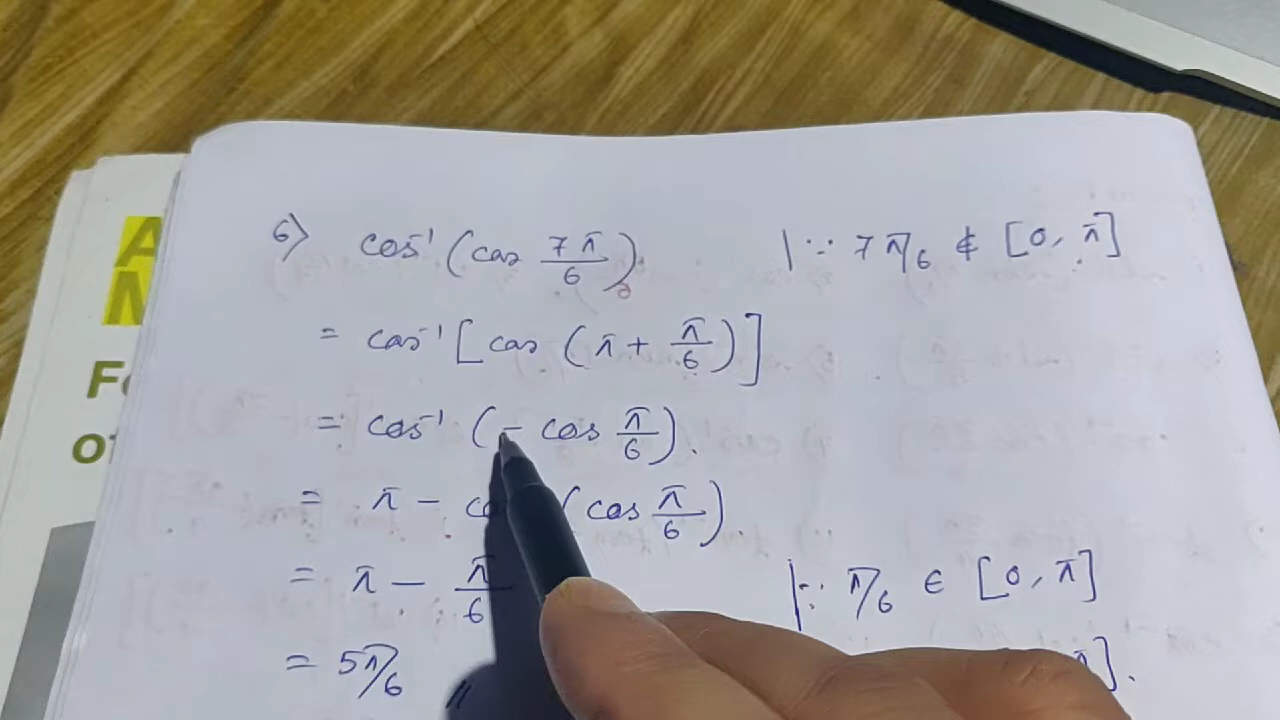 6) cos⁻¹ (cos 7π/6) | ∵ 7π/6 ∉ [0, π]
= cos⁻¹ [cos (π + π/6)]
= cos⁻¹ (- cos π/6).
= π - (cos π/6).
= π - π/6 | ∵ π/6 ∈ [0, π]
= 5π/6 π].
A
M